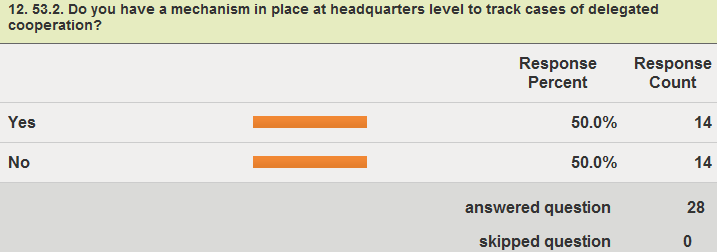 12. 53.2. Do you have a mechanism in place at headquarters level to track cases of delegated
cooperation?
Response Percent Response Count
Yes 50.0% 14
No 50.0% 14
answered question 28
skipped question 0